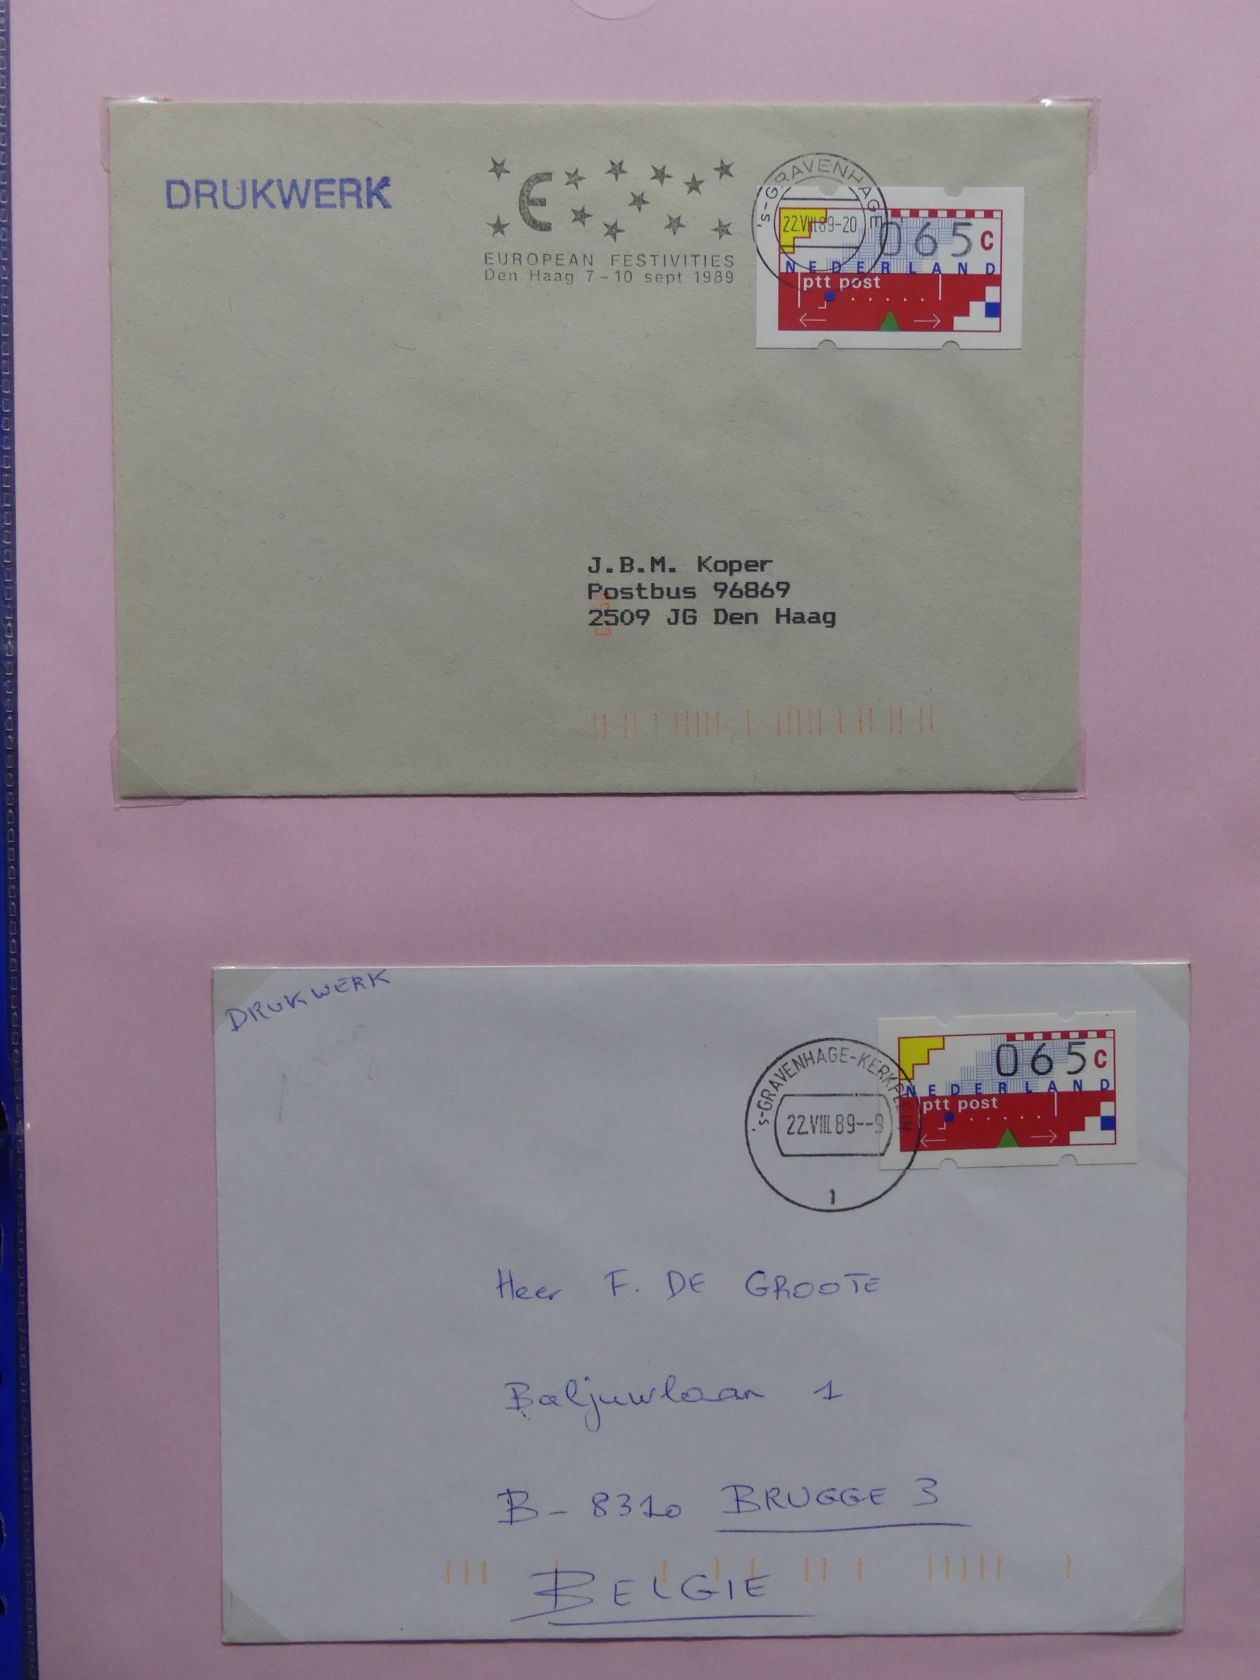 DRUKWERK
EUROPEAN FESTIVITIES
Den Haag 7-10 sept 1989
's-GRAVENHAGE
22.VIII.89-20
065 C
NEDERLAND
ptt post
J.B.M. Koper
Postbus 96869
2509 JG Den Haag
DRUKWERK
's-GRAVENHAGE-KERKPLEIN
22.VIII.89--9
1
065 C
NEDERLAND
ptt post
Heer F. DE GROOTE
Baljuwlaan 1
B-8310 BRUGGE 3
BELGIE